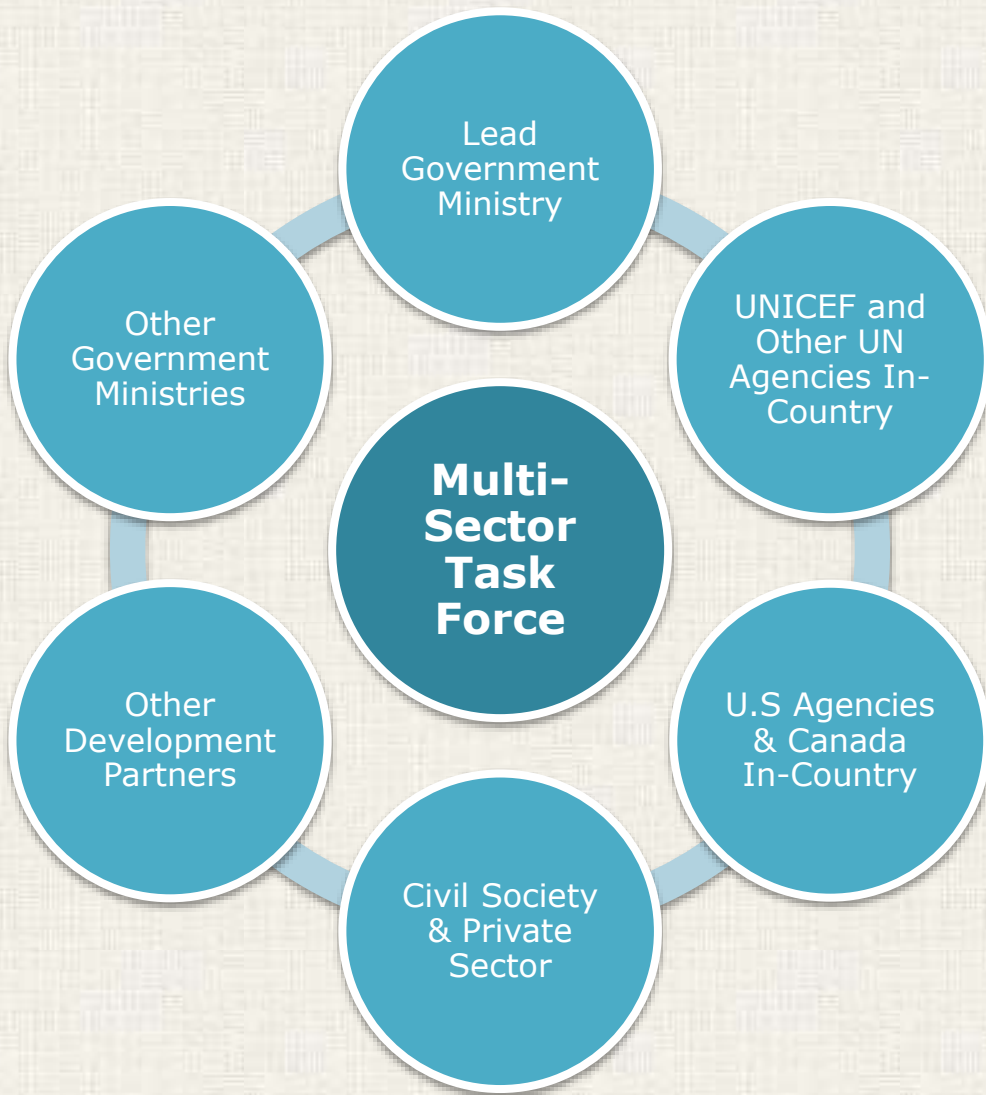 Lead
Government
Ministry
UNICEF and
Other UN
Agencies In-
Country
U.S Agencies
& Canada
In-Country
Civil Society
& Private
Sector
Other
Development
Partners
Other
Government
Ministries
Multi–
Sector
Task
Force